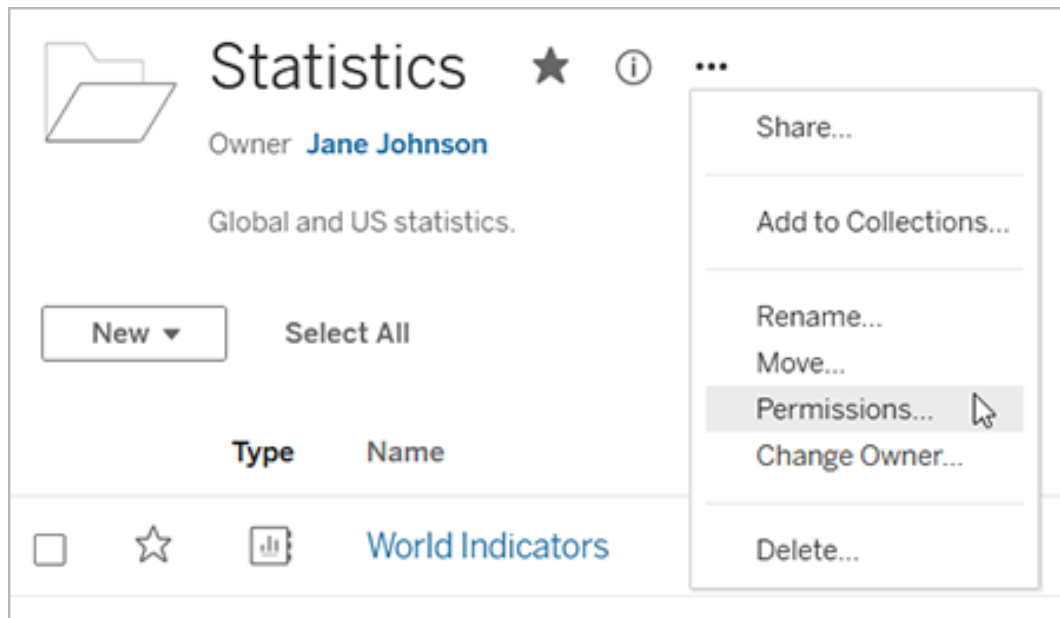 Statistics
Owner Jane Johnson
Global and US statistics.
New
Select All
Type Name
World Indicators
Share...
Add to Collections...
Rename...
Move...
Permissions...
Change Owner...
Delete...